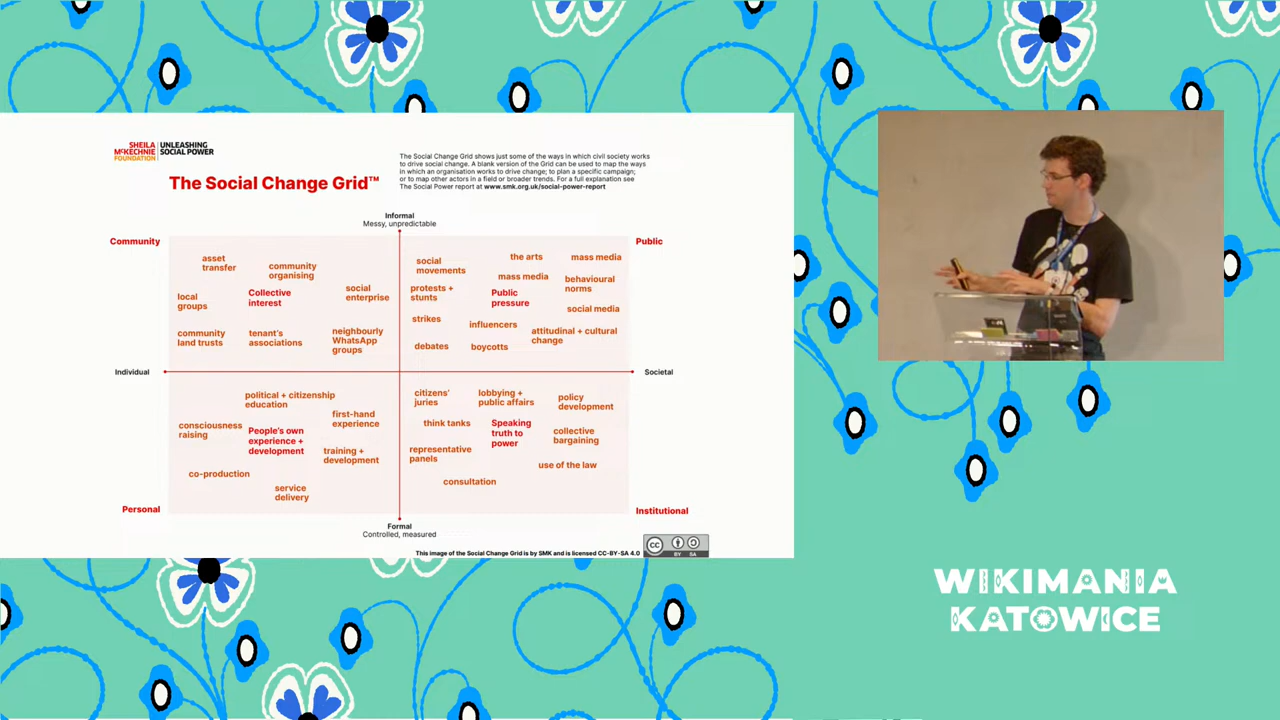 SHEILA
McKECHNIE
FOUNDATION
UNLEASHING
SOCIAL POWER
The Social Change Grid™
The Social Change Grid shows just some of the ways in which civil society works
to drive social change. A blank version of the Grid can be used to map the ways
in which an organisation works to drive change; to plan a specific campaign;
or to map other actors in a field or broader trends. For a full explanation see
The Social Power report at www.smk.org.uk/social-power-report
Informal
Messy, unpredictable
Community
Public
asset
transfer
community
organising
local
groups
Collective
interest
social
enterprise
community
land trusts
tenant's
associations
neighbourly
WhatsApp
groups
social
movements
the arts
mass media
mass media
behavioural
norms
protests +
stunts
Public
pressure
social media
strikes
influencers
attitudinal + cultural
change
debates
boycotts
Individual
Societal
political + citizenship
education
first-hand
experience
consciousness
raising
People's own
experience +
development
training +
development
co-production
service
delivery
citizens'
juries
lobbying +
public affairs
policy
development
think tanks
Speaking
truth to
power
collective
bargaining
representative
panels
use of the law
consultation
Personal
Institutional
Formal
Controlled, measured
This image of the Social Change Grid is by SMK and is licensed CC-BY-SA 4.0
CC
BY SA
WIKIMANIA
KATOWICE